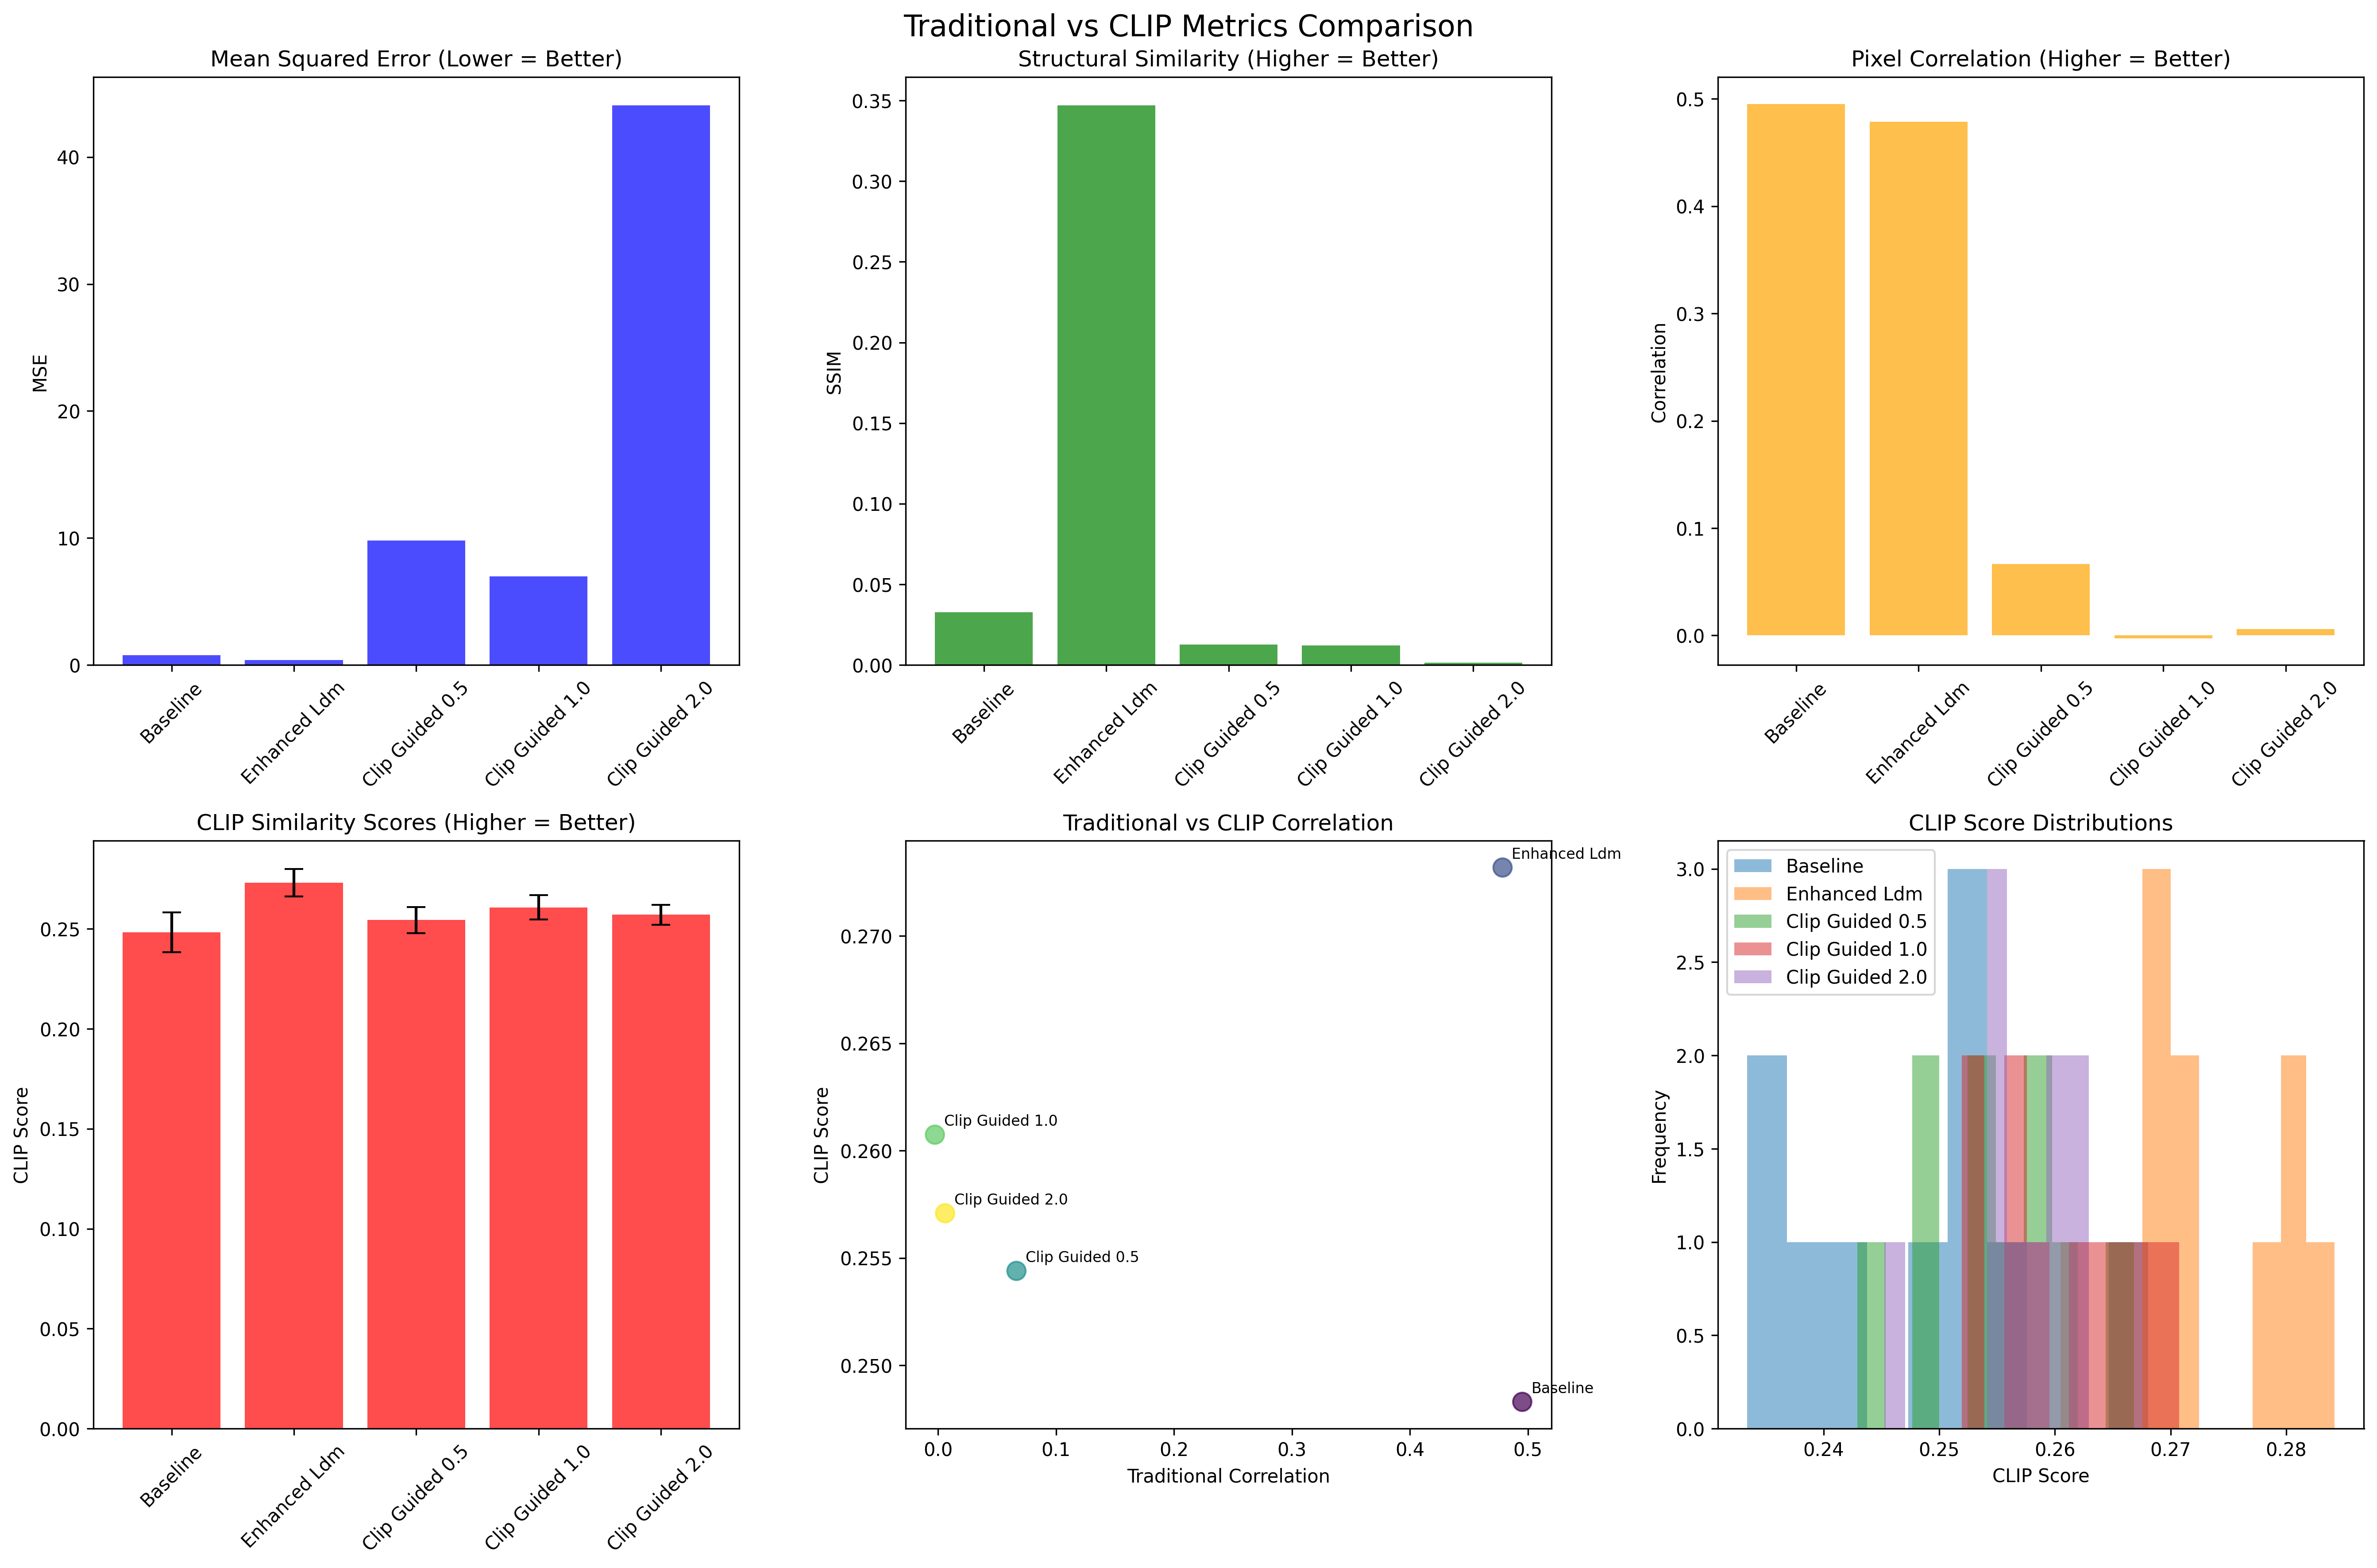 Traditional vs CLIP Metrics Comparison
Mean Squared Error (Lower = Better)
MSE
40
30
20
10
0
Baseline
Enhanced Ldm
Clip Guided 0.5
Clip Guided 1.0
Clip Guided 2.0
Structural Similarity (Higher = Better)
SSIM
0.35
0.30
0.25
0.20
0.15
0.10
0.05
0.00
Baseline
Enhanced Ldm
Clip Guided 0.5
Clip Guided 1.0
Clip Guided 2.0
Pixel Correlation (Higher = Better)
Correlation
0.5
0.4
0.3
0.2
0.1
0.0
Baseline
Enhanced Ldm
Clip Guided 0.5
Clip Guided 1.0
Clip Guided 2.0
CLIP Similarity Scores (Higher = Better)
CLIP Score
0.25
0.20
0.15
0.10
0.05
0.00
Baseline
Enhanced Ldm
Clip Guided 0.5
Clip Guided 1.0
Clip Guided 2.0
Traditional vs CLIP Correlation
CLIP Score
0.270
0.265
0.260
0.255
0.250
Enhanced Ldm
Clip Guided 1.0
Clip Guided 2.0
Clip Guided 0.5
Baseline
0.0 0.1 0.2 0.3 0.4 0.5
Traditional Correlation
CLIP Score Distributions
Frequency
3.0
2.5
2.0
1.5
1.0
0.5
0.0
Baseline
Enhanced Ldm
Clip Guided 0.5
Clip Guided 1.0
Clip Guided 2.0
0.24 0.25 0.26 0.27 0.28
CLIP Score